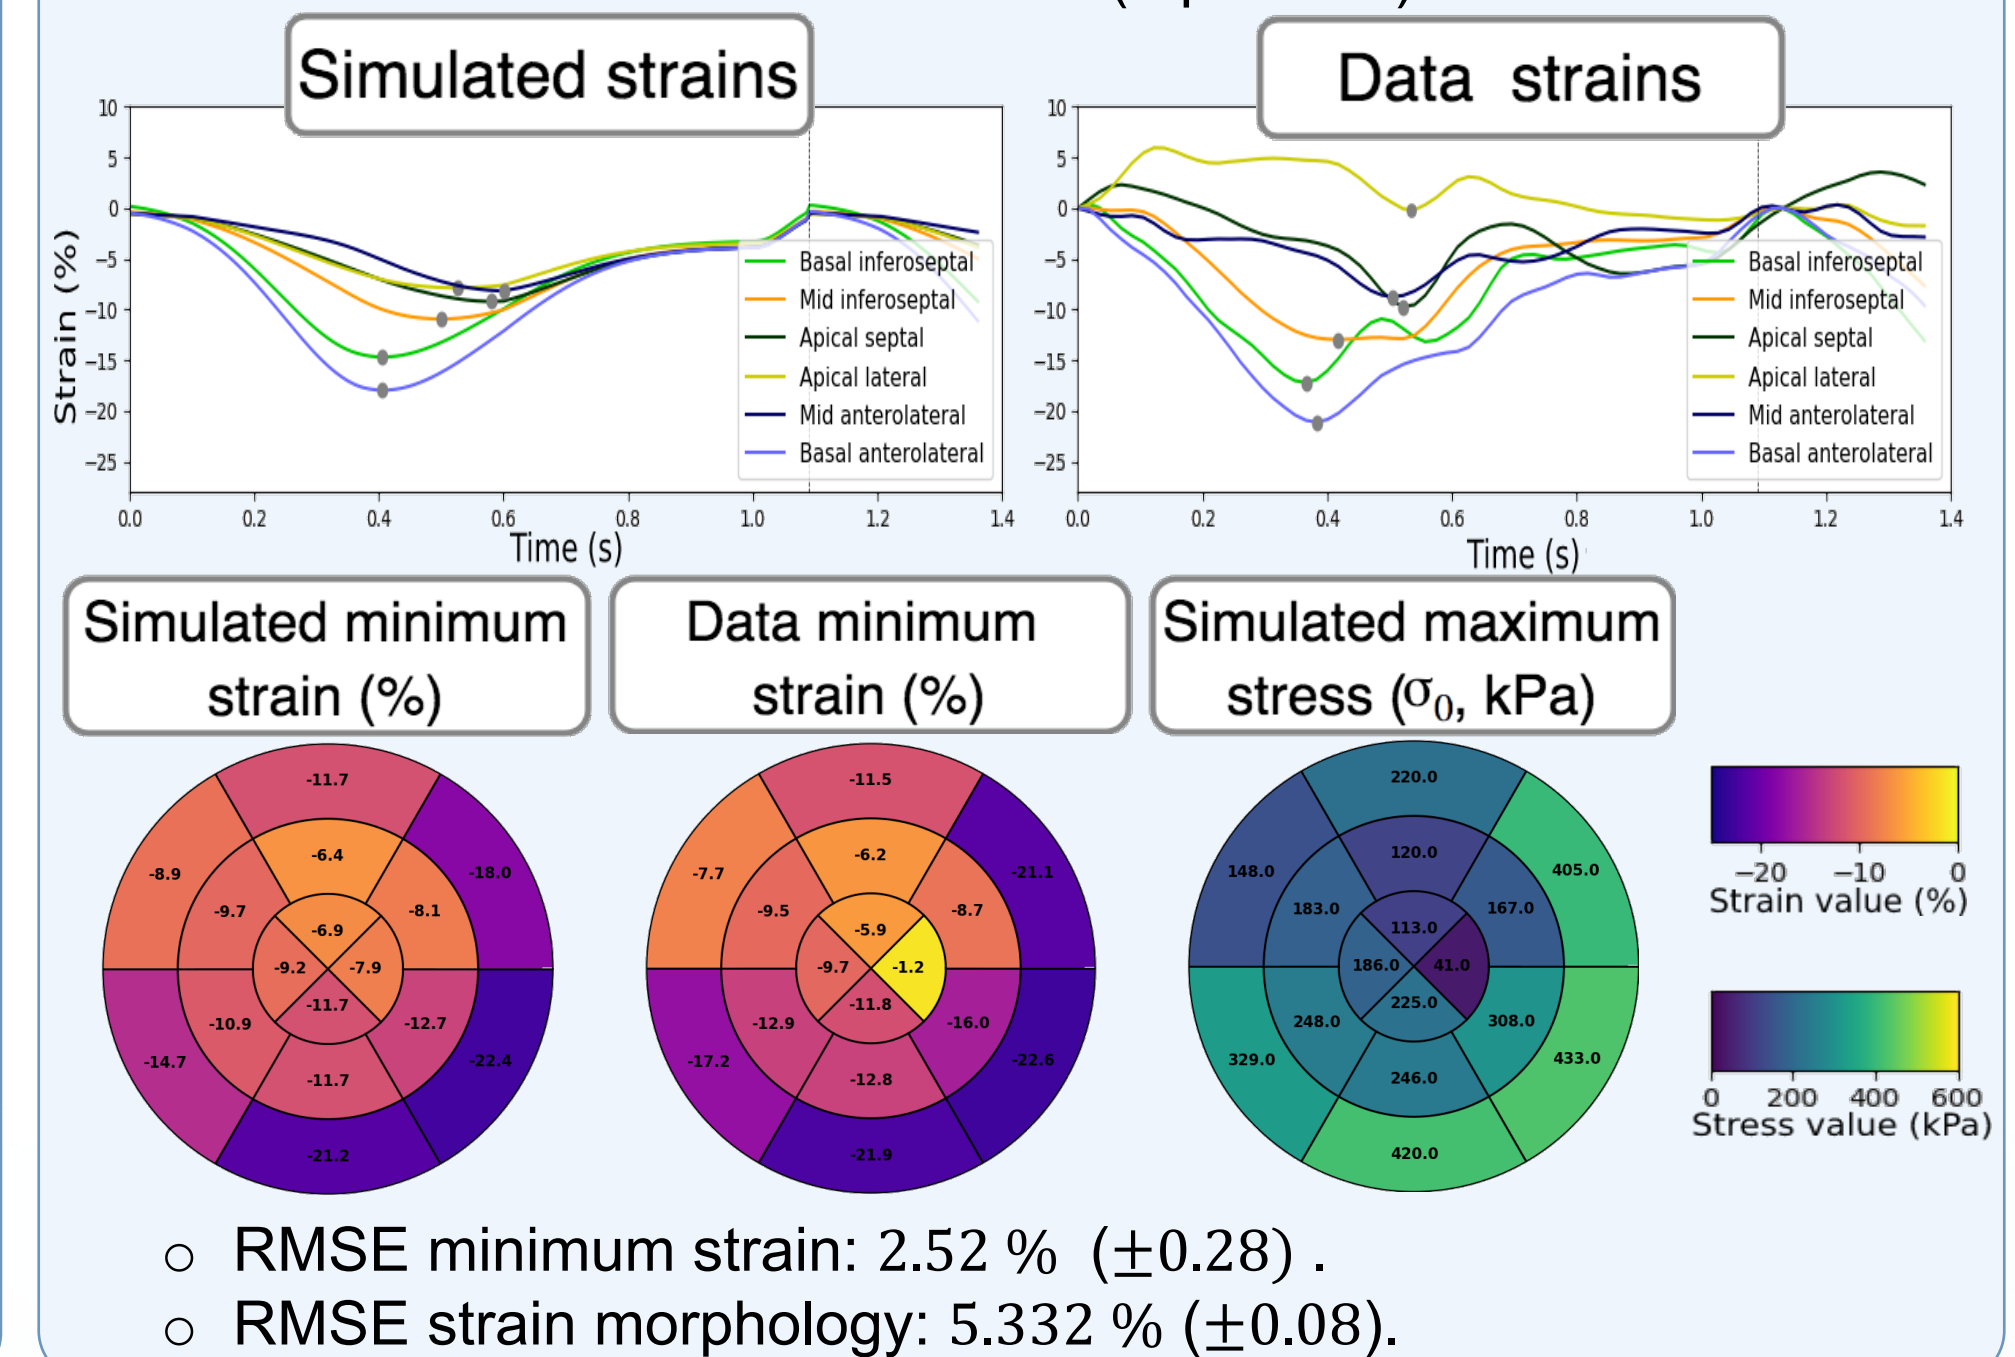 Simulated strains
Data strains
10
5
0
−5
−10
−15
−20
−25
Strain (%)
0.0 0.2 0.4 0.6 0.8 1.0 1.2 1.4
Time (s)
Basal inferoseptal
Mid inferoseptal
Apical septal
Apical lateral
Mid anterolateral
Basal anterolateral
10
5
0
−5
−10
−15
−20
−25
0.0 0.2 0.4 0.6 0.8 1.0 1.2 1.4
Time (s)
Basal inferoseptal
Mid inferoseptal
Apical septal
Apical lateral
Mid anterolateral
Basal anterolateral
Simulated minimum
strain (%)
Data minimum
strain (%)
Simulated maximum
stress (σ₀, kPa)
-11.7
-6.4
-8.9 -18.0
-9.7 -8.1
-6.9
-9.2 -7.9
-11.7
-10.9 -12.7
-14.7 -22.4
-11.7
-21.2
-11.5
-6.2
-7.7 -21.1
-9.5 -8.7
-5.9
-9.7 -1.2
-11.8
-12.9 -16.0
-17.2 -22.6
-12.8
-21.9
220.0
120.0
148.0 405.0
183.0 167.0
113.0
186.0 41.0
225.0
248.0 308.0
329.0 433.0
246.0
420.0
−20 −10 0
Strain value (%)
0 200 400 600
Stress value (kPa)
○ RMSE minimum strain: 2.52 % (±0.28) .
○ RMSE strain morphology: 5.332 % (±0.08).